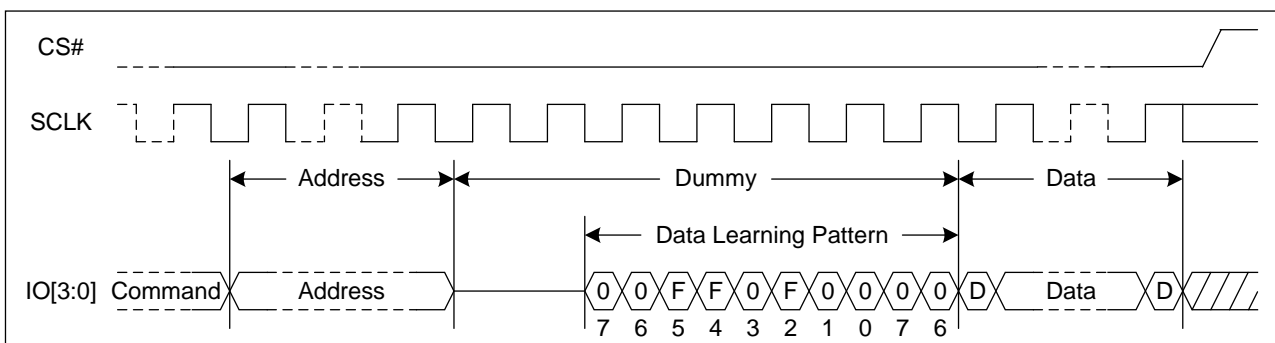 CS#
SCLK
Address Dummy Data
Data Learning Pattern
IO[3:0] Command Address 0 0 F F 0 F 0 0 0 0 D Data D
7 6 5 4 3 2 1 0 7 6